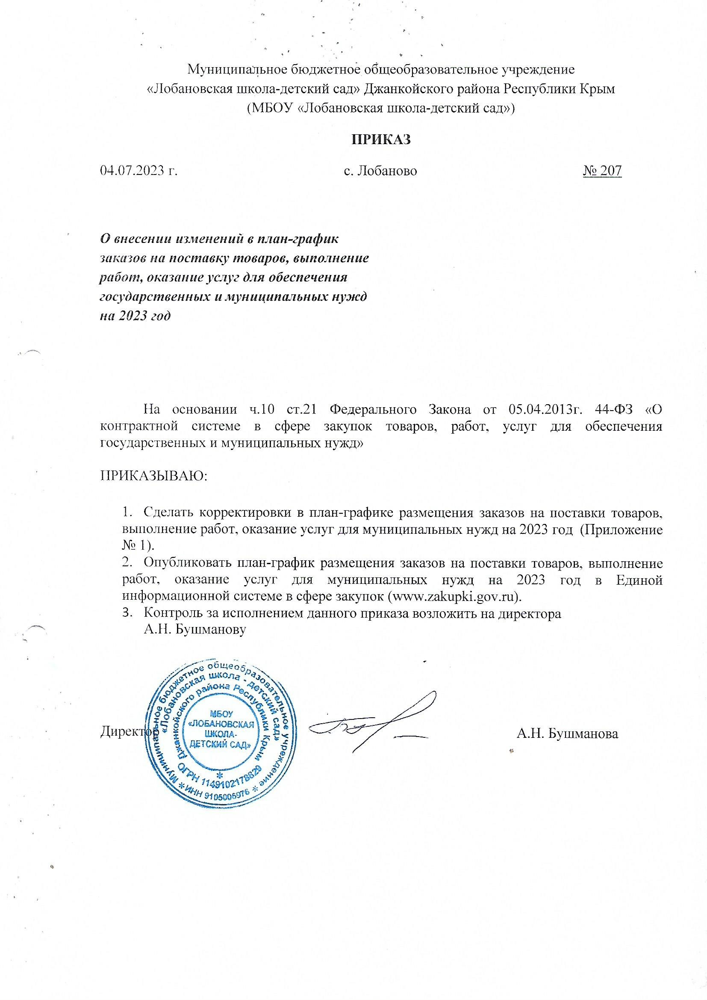 Муниципальное бюджетное общеобразовательное учреждение
«Лобановская школа-детский сад» Джанкойского района Республики Крым
(МБОУ «Лобановская школа-детский сад»)
ПРИКАЗ
04.07.2023 г. с. Лобаново № 207
О внесении изменений в план-график
заказов на поставку товаров, выполнение
работ, оказание услуг для обеспечения
государственных и муниципальных нужд
на 2023 год
На основании ч.10 ст.21 Федерального Закона от 05.04.2013г. 44-ФЗ «О
контрактной системе в сфере закупок товаров, работ, услуг для обеспечения
государственных и муниципальных нужд»
ПРИКАЗЫВАЮ:
1. Сделать корректировки в план-графике размещения заказов на поставки товаров,
выполнение работ, оказание услуг для муниципальных нужд на 2023 год (Приложение
№ 1).
2. Опубликовать план-график размещения заказов на поставки товаров, выполнение
работ, оказание услуг для муниципальных нужд на 2023 год в Единой
информационной системе в сфере закупок (www.zakupki.gov.ru).
3. Контроль за исполнением данного приказа возложить на директора
А.Н. Бушманову
Директор А.Н. Бушманова
Муниципальное бюджетное общеобразовательное учреждение
* ИНН 9105006976 *
«Лобановская школа - детский сад»
Джанкойского района Республики Крым
* ОГРН 1149102178829
МБОУ
«ЛОБАНОВСКАЯ
ШКОЛА-
ДЕТСКИЙ САД»